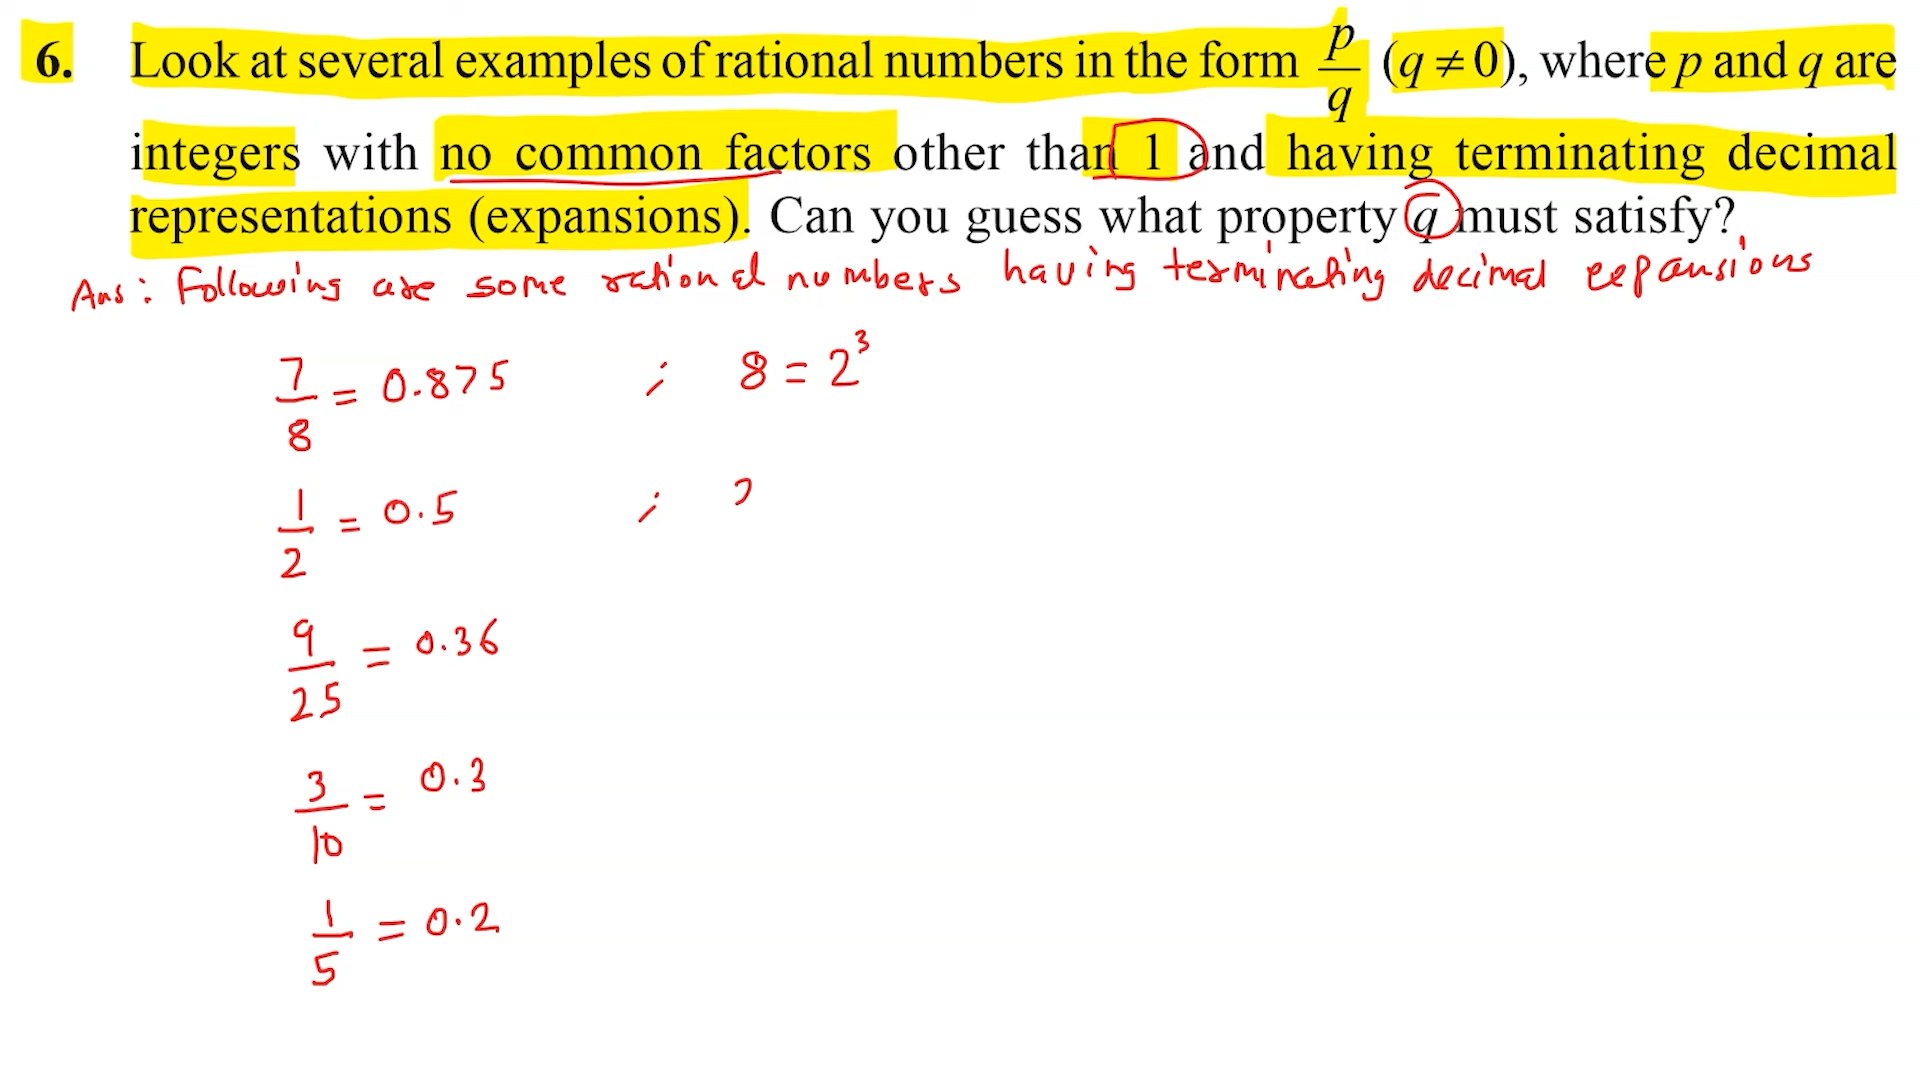 6. Look at several examples of rational numbers in the form p/q (q ≠ 0), where p and q are
integers with no common factors other than 1 and having terminating decimal
representations (expansions). Can you guess what property q must satisfy?
Ans: Following are some rational numbers having terminating decimal expansions
7/8 = 0.875 ; 8 = 2³
1/2 = 0.5 ; 2
9/25 = 0.36
3/10 = 0.3
1/5 = 0.2